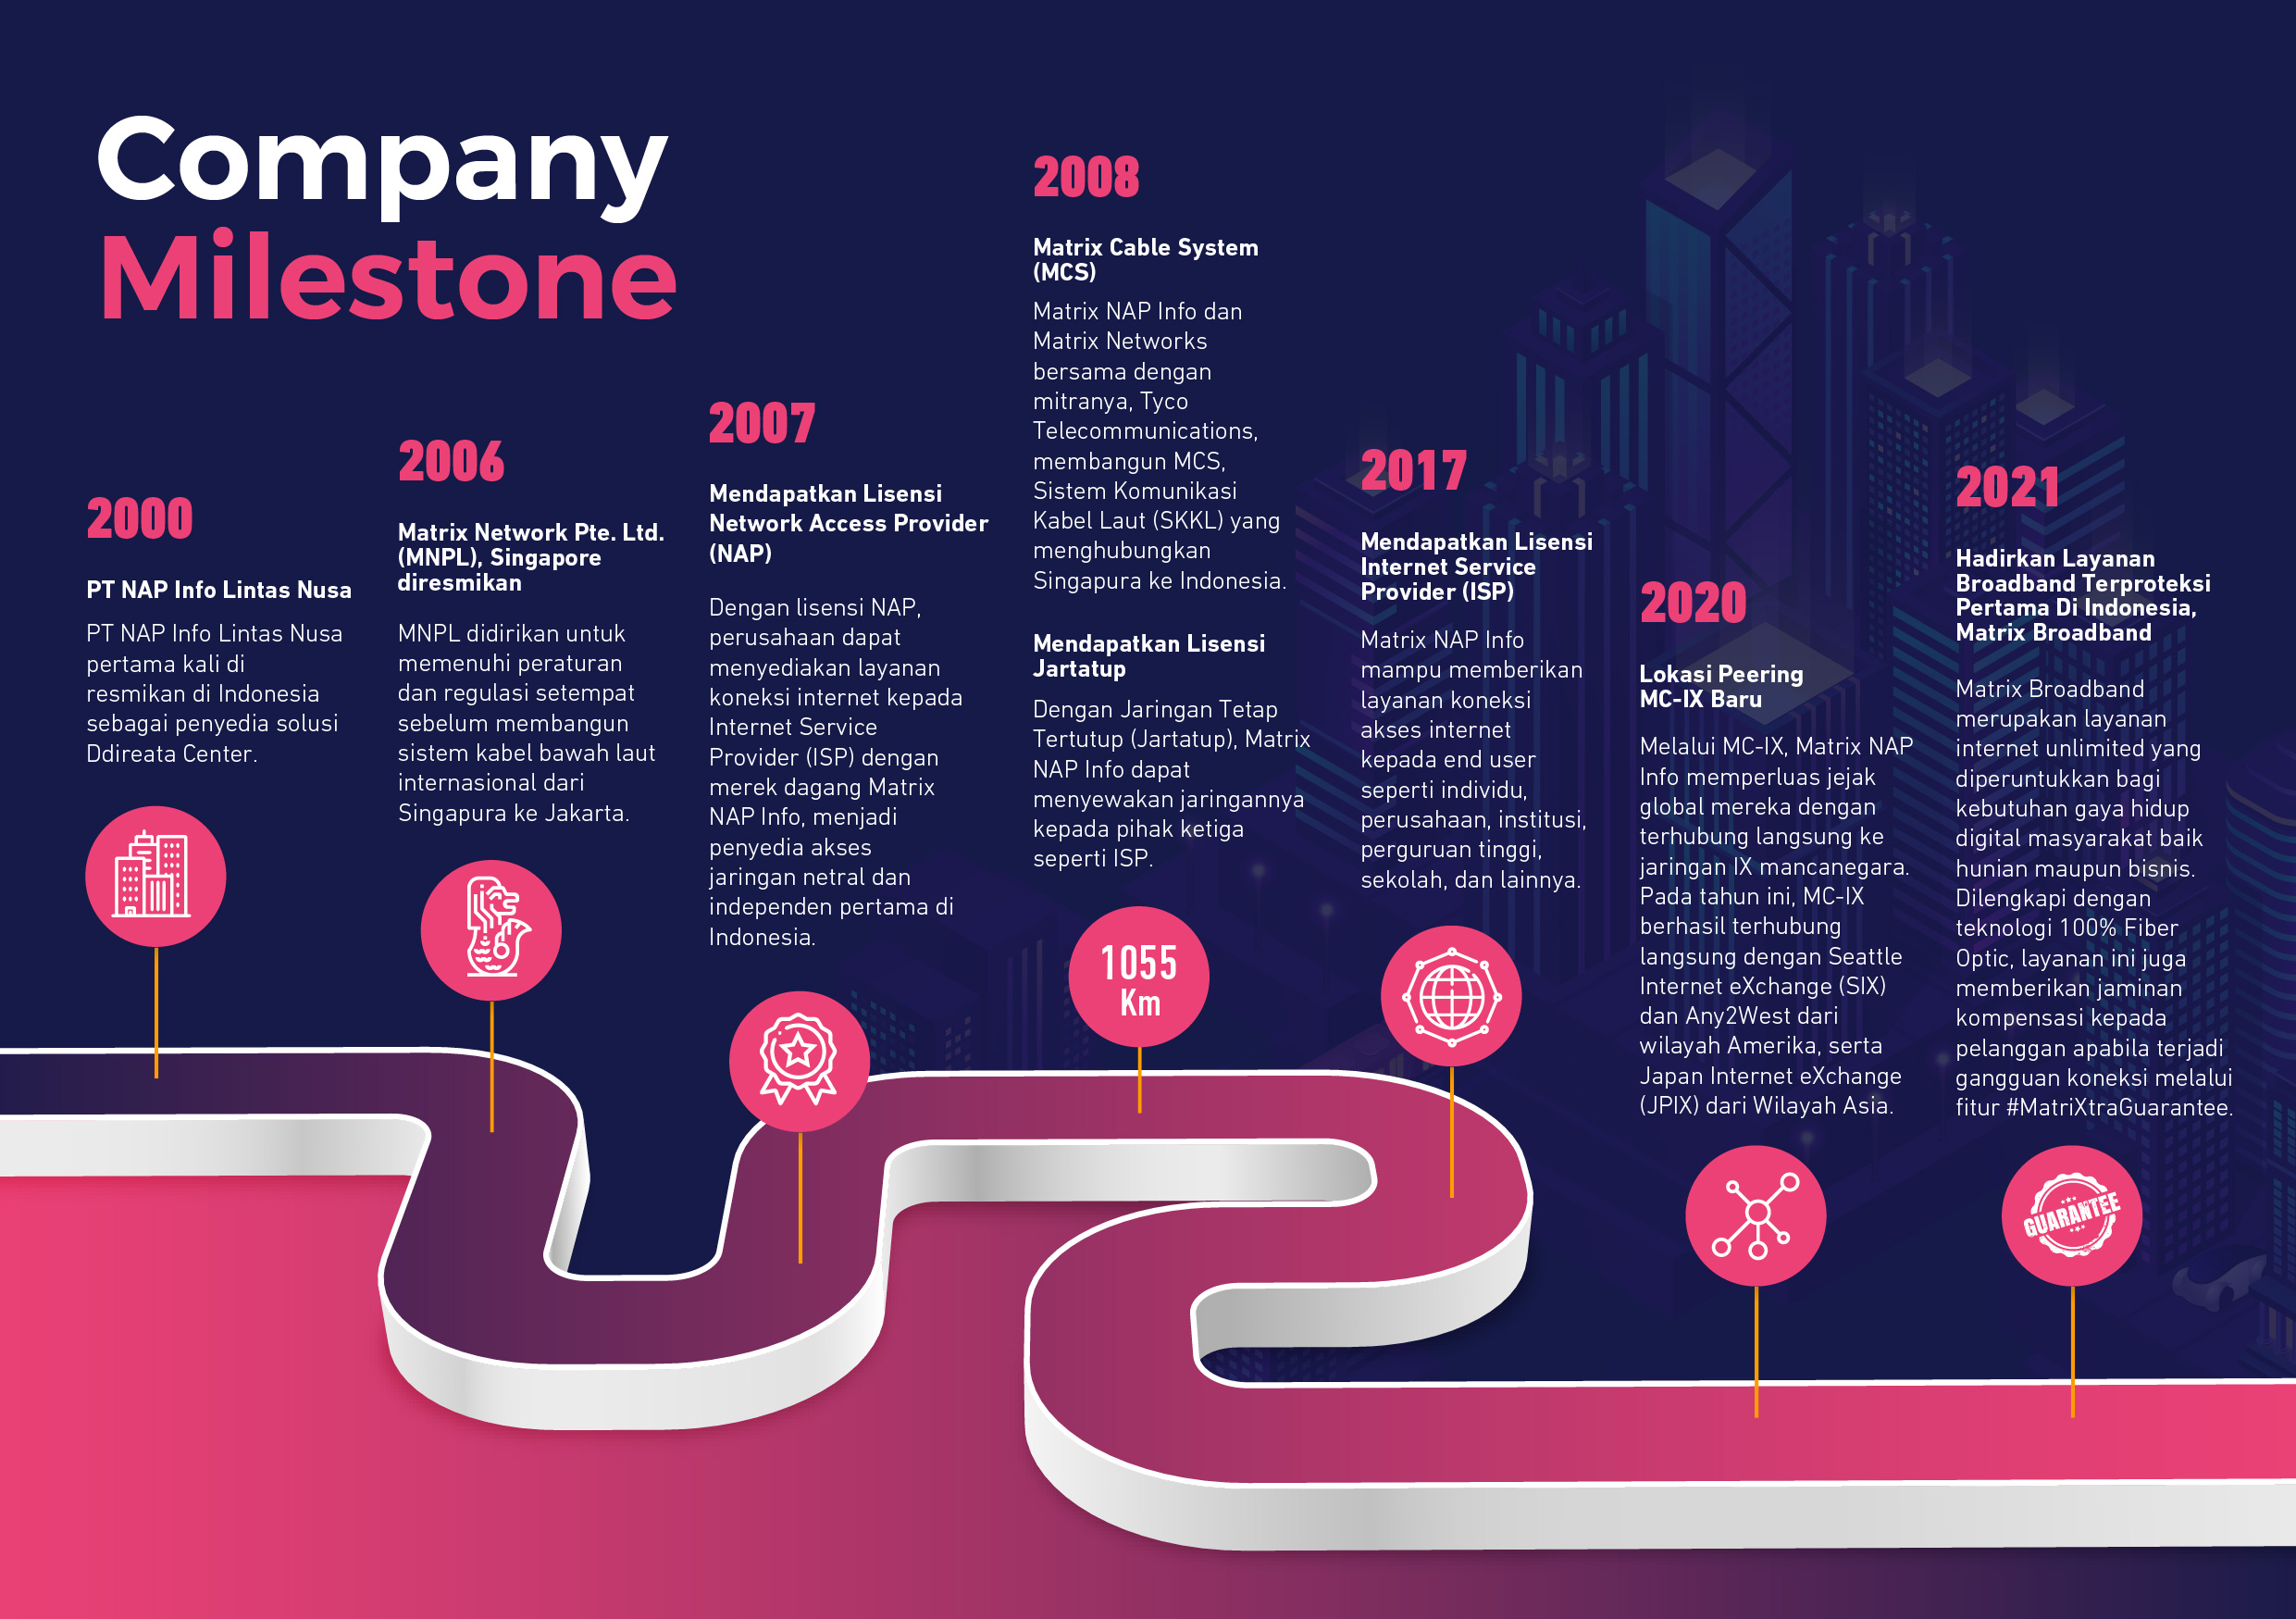 Company
Milestone
2000
PT NAP Info Lintas Nusa
PT NAP Info Lintas Nusa
pertama kali di
resmikan di Indonesia
sebagai penyedia solusi
Ddireata Center.
2006
Matrix Network Pte. Ltd.
(MNPL), Singapore
diresmikan
MNPL didirikan untuk
memenuhi peraturan
dan regulasi setempat
sebelum membangun
sistem kabel bawah laut
internasional dari
Singapura ke Jakarta.
2007
Mendapatkan Lisensi
Network Access Provider
(NAP)
Dengan lisensi NAP,
perusahaan dapat
menyediakan layanan
koneksi internet kepada
Internet Service
Provider (ISP) dengan
merek dagang Matrix
NAP Info, menjadi
penyedia akses
jaringan netral dan
independen pertama di
Indonesia.
2008
Matrix Cable System
(MCS)
Matrix NAP Info dan
Matrix Networks
bersama dengan
mitranya, Tyco
Telecommunications,
membangun MCS,
Sistem Komunikasi
Kabel Laut (SKKL) yang
menghubungkan
Singapura ke Indonesia.
Mendapatkan Lisensi
Jartatup
Dengan Jaringan Tetap
Tertutup (Jartatup), Matrix
NAP Info dapat
menyewakan jaringannya
kepada pihak ketiga
seperti ISP.
1055
Km
2017
Mendapatkan Lisensi
Internet Service
Provider (ISP)
Matrix NAP Info
mampu memberikan
layanan koneksi
akses internet
kepada end user
seperti individu,
perusahaan, institusi,
perguruan tinggi,
sekolah, dan lainnya.
2020
Lokasi Peering
MC-IX Baru
Melalui MC-IX, Matrix NAP
Info memperluas jejak
global mereka dengan
terhubung langsung ke
jaringan IX mancanegara.
Pada tahun ini, MC-IX
berhasil terhubung
langsung dengan Seattle
Internet eXchange (SIX)
dan Any2West dari
wilayah Amerika, serta
Japan Internet eXchange
(JPIX) dari Wilayah Asia.
2021
Hadirkan Layanan
Broadband Terproteksi
Pertama Di Indonesia,
Matrix Broadband
Matrix Broadband
merupakan layanan
internet unlimited yang
diperuntukkan bagi
kebutuhan gaya hidup
digital masyarakat baik
hunian maupun bisnis.
Dilengkapi dengan
teknologi 100% Fiber
Optic, layanan ini juga
memberikan jaminan
kompensasi kepada
pelanggan apabila terjadi
gangguan koneksi melalui
fitur #MatriXtraGuarantee.
GUARANTEE